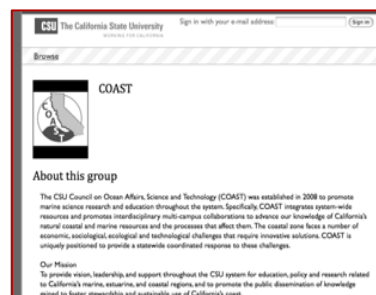 CSU The California State University
WORKING FOR CALIFORNIA
Sign in with your e-mail address Sign in
Browse
COAST
COAST
About this group
The CSU Council on Ocean Affairs, Science and Technology (COAST) was established in 2008 to promote
marine science research and education throughout the system. Specifically, COAST integrates system-wide
resources and promotes interdisciplinary multi-campus collaborations to advance our knowledge of California's
natural coastal and marine resources and the processes that affect them. The coastal zone faces a number of
economic, sociological, ecological and technological challenges that require innovative solutions. COAST is
uniquely positioned to provide a statewide coordinated response to these challenges.
Our Mission
To provide vision, leadership, and support throughout the CSU system for education, policy and research related
to California's marine, estuarine, and coastal regions, and to promote the public dissemination of knowledge
gained to foster stewardship and sustainable use of California's coast.